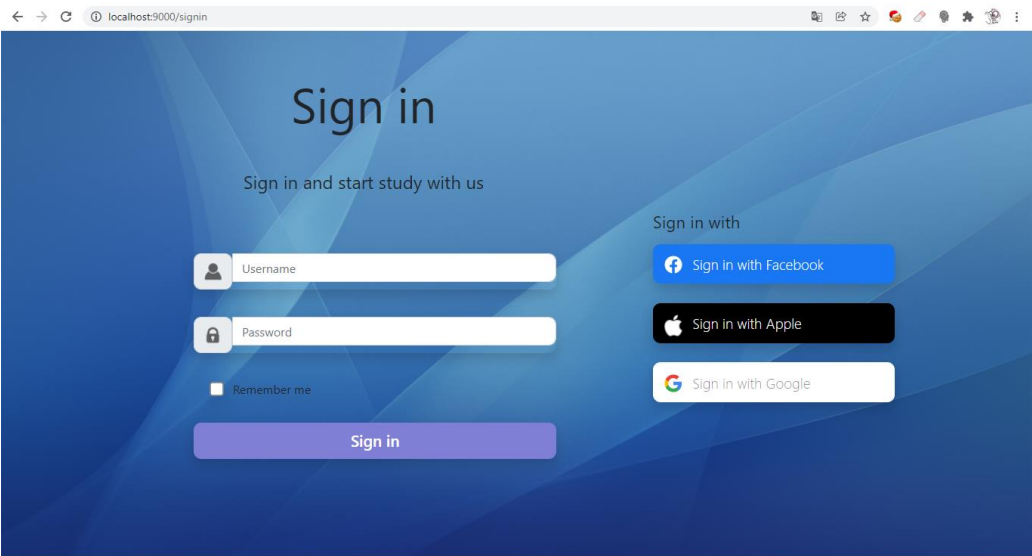 localhost:9000/signin
Sign in
Sign in and start study with us
Username
Password
Remember me
Sign in
Sign in with
Sign in with Facebook
Sign in with Apple
Sign in with Google